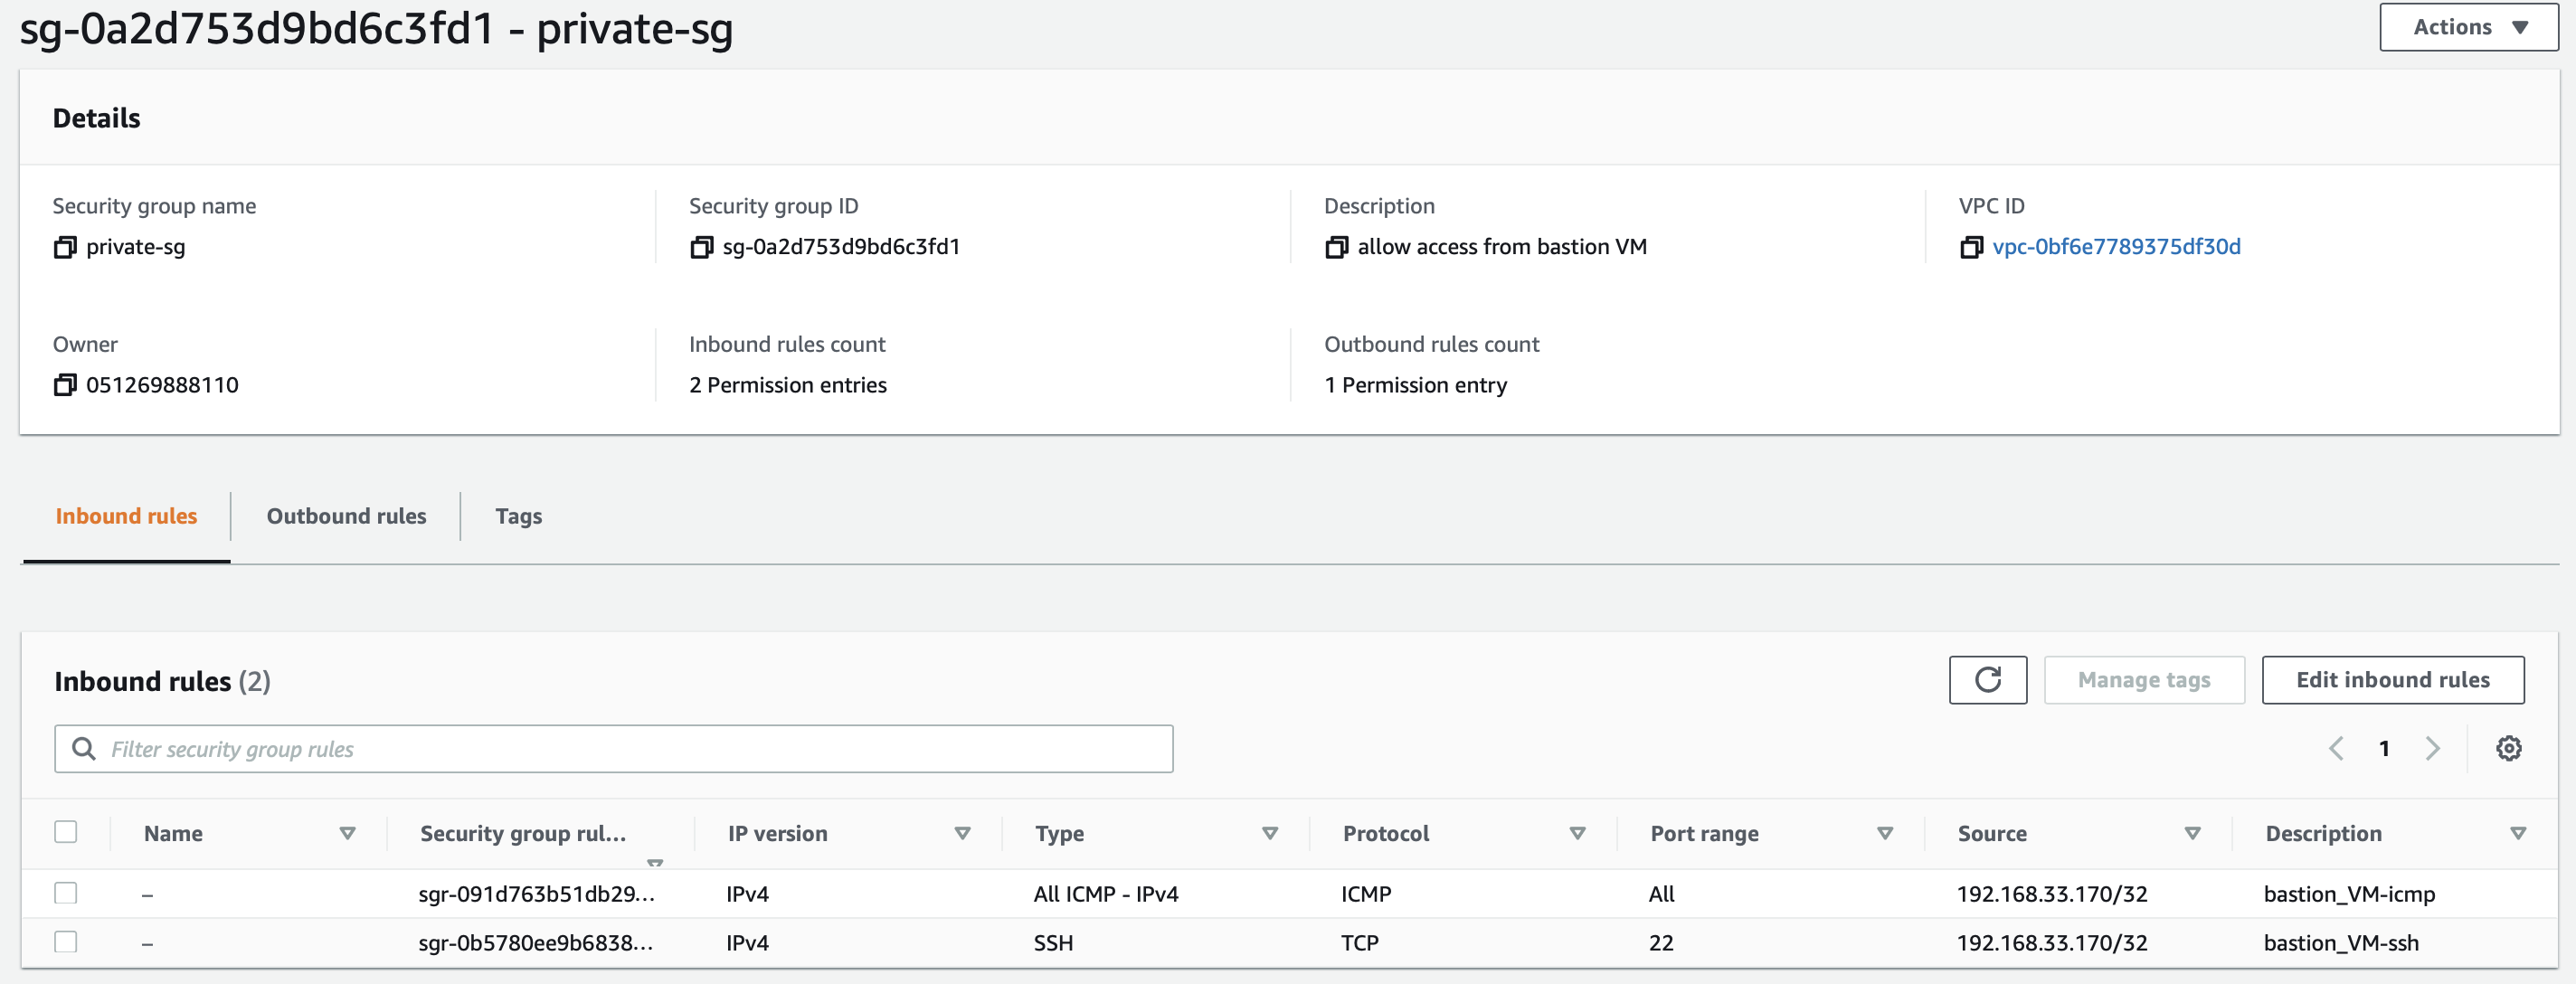 sg-0a2d753d9bd6c3fd1 - private-sg
Actions
Details
Security group name
private-sg
Security group ID
sg-0a2d753d9bd6c3fd1
Description
allow access from bastion VM
VPC ID
vpc-0bf6e7789375df30d
Owner
051269888110
Inbound rules count
2 Permission entries
Outbound rules count
1 Permission entry
Inbound rules
Outbound rules
Tags
Inbound rules (2)
Manage tags
Edit inbound rules
Filter security group rules
1
Name Security group rul... IP version Type Protocol Port range Source Description
– sgr-091d763b51db29... IPv4 All ICMP - IPv4 ICMP All 192.168.33.170/32 bastion_VM-icmp
– sgr-0b5780ee9b6838... IPv4 SSH TCP 22 192.168.33.170/32 bastion_VM-ssh